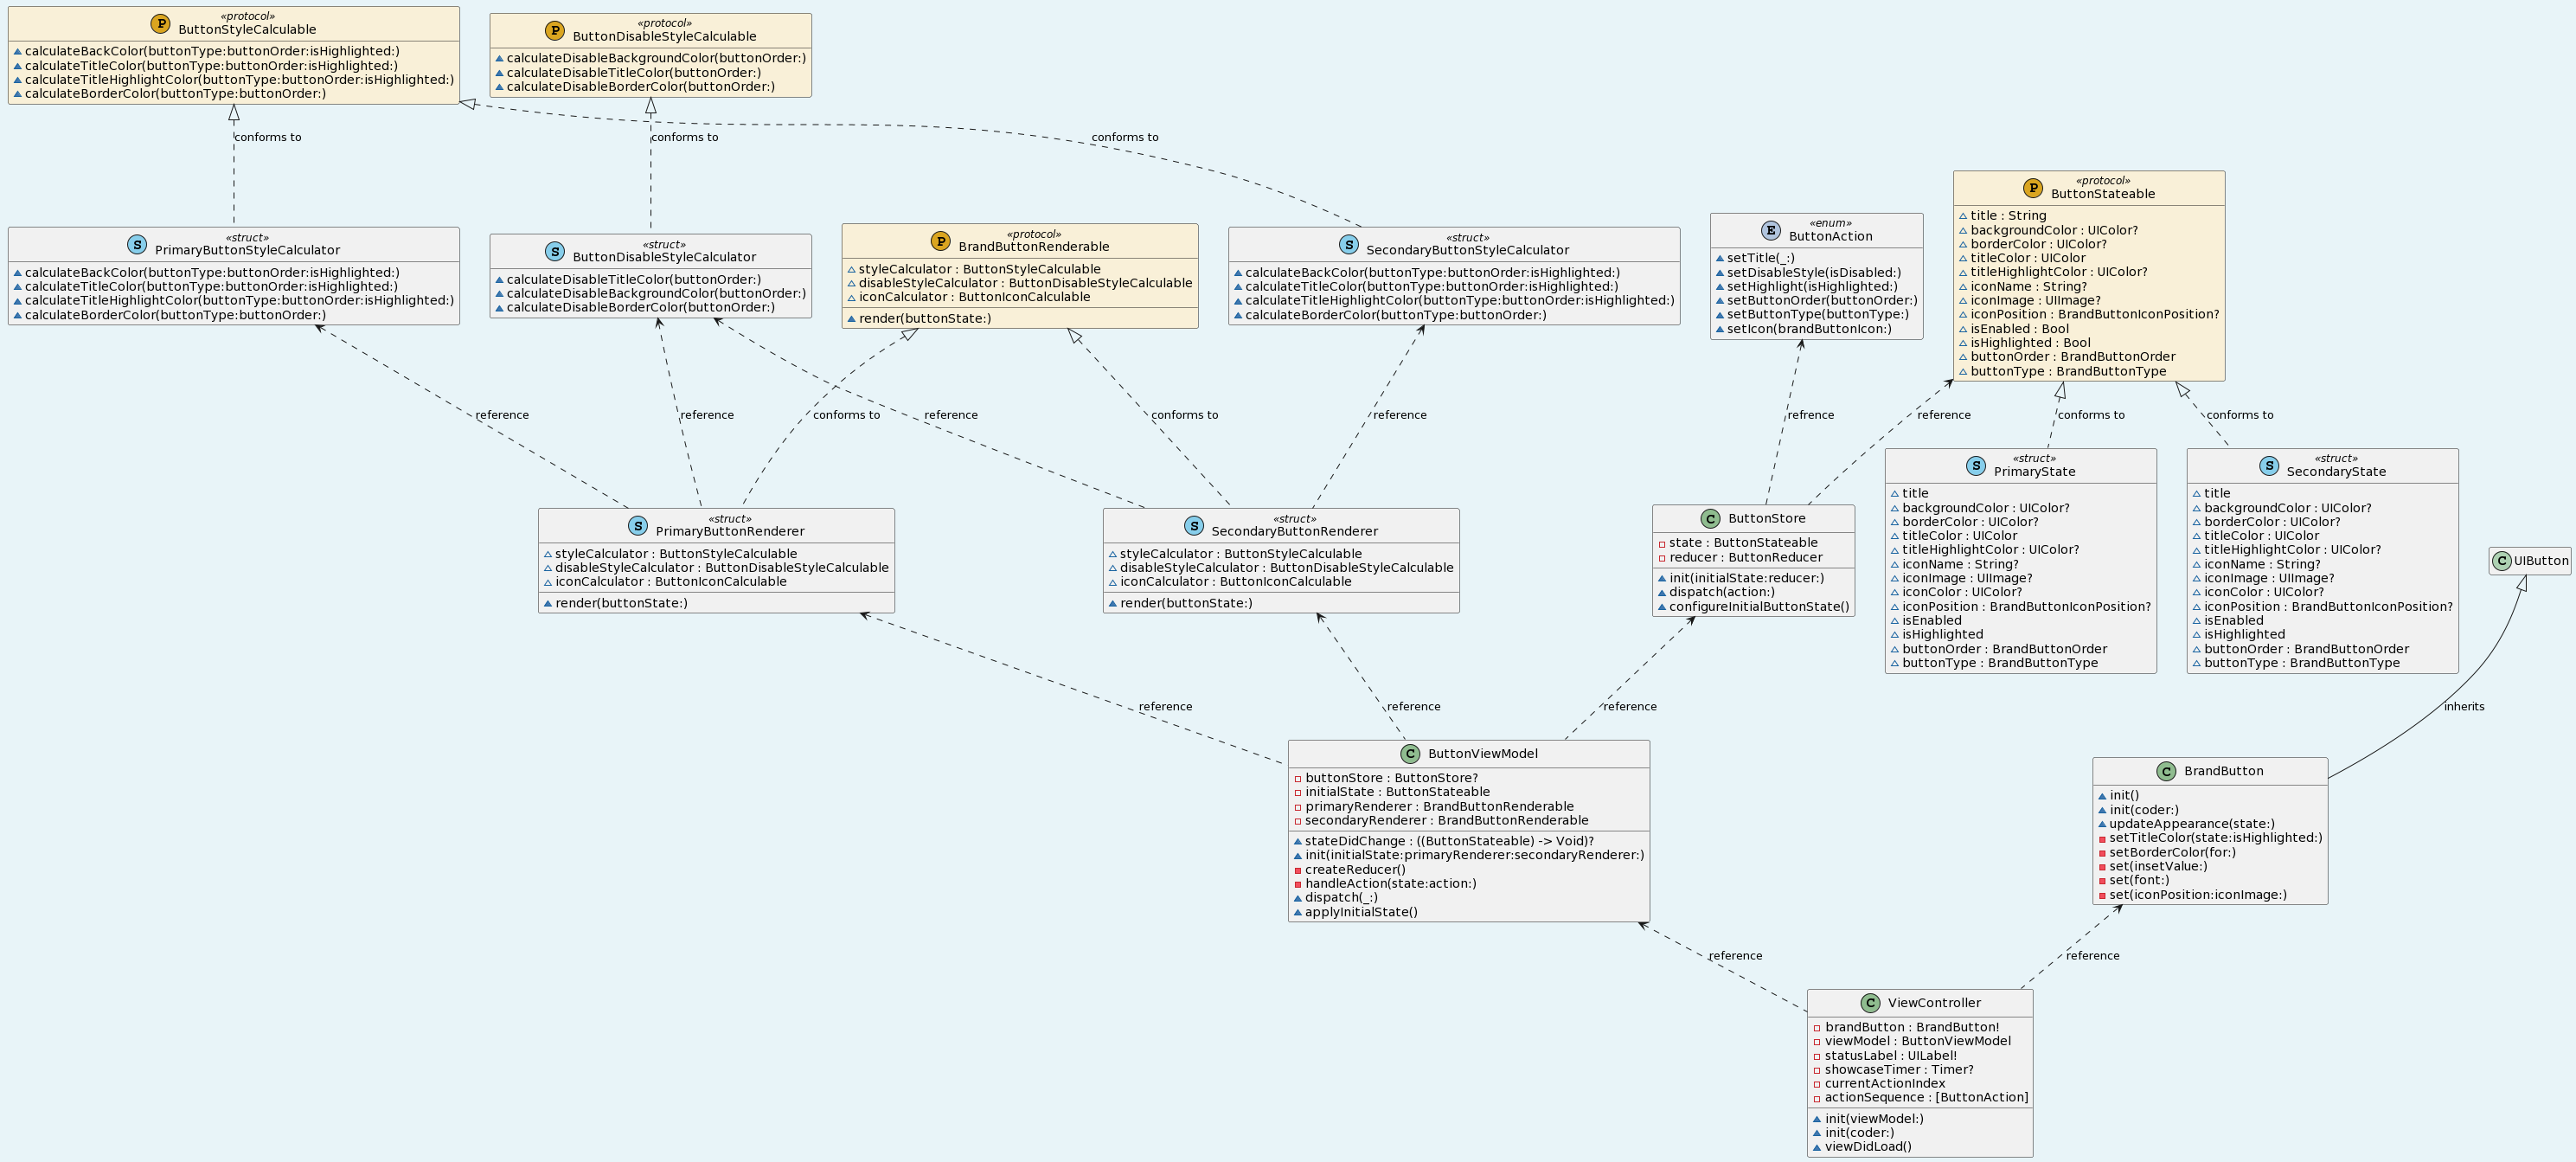 P
«protocol»
ButtonStyleCalculable
calculateBackColor(buttonType:buttonOrder:isHighlighted:)
calculateTitleColor(buttonType:buttonOrder:isHighlighted:)
calculateTitleHighlightColor(buttonType:buttonOrder:isHighlighted:)
calculateBorderColor(buttonType:buttonOrder:)
P
«protocol»
ButtonDisableStyleCalculable
calculateDisableBackgroundColor(buttonOrder:)
calculateDisableTitleColor(buttonOrder:)
calculateDisableBorderColor(buttonOrder:)
conforms to
conforms to
conforms to
S
«struct»
PrimaryButtonStyleCalculator
calculateBackColor(buttonType:buttonOrder:isHighlighted:)
calculateTitleColor(buttonType:buttonOrder:isHighlighted:)
calculateTitleHighlightColor(buttonType:buttonOrder:isHighlighted:)
calculateBorderColor(buttonType:buttonOrder:)
S
«struct»
ButtonDisableStyleCalculator
calculateDisableTitleColor(buttonOrder:)
calculateDisableBackgroundColor(buttonOrder:)
calculateDisableBorderColor(buttonOrder:)
P
«protocol»
BrandButtonRenderable
styleCalculator : ButtonStyleCalculable
disableStyleCalculator : ButtonDisableStyleCalculable
iconCalculator : ButtonIconCalculable
render(buttonState:)
S
«struct»
SecondaryButtonStyleCalculator
calculateBackColor(buttonType:buttonOrder:isHighlighted:)
calculateTitleColor(buttonType:buttonOrder:isHighlighted:)
calculateTitleHighlightColor(buttonType:buttonOrder:isHighlighted:)
calculateBorderColor(buttonType:buttonOrder:)
E
«enum»
ButtonAction
setTitle(_:)
setDisableStyle(isDisabled:)
setHighlight(isHighlighted:)
setButtonOrder(buttonOrder:)
setButtonType(buttonType:)
setIcon(brandButtonIcon:)
P
«protocol»
ButtonStateable
title : String
backgroundColor : UIColor?
borderColor : UIColor?
titleColor : UIColor
titleHighlightColor : UIColor?
iconName : String?
iconImage : UIImage?
iconPosition : BrandButtonIconPosition?
isEnabled : Bool
isHighlighted : Bool
buttonOrder : BrandButtonOrder
buttonType : BrandButtonType
reference
reference
conforms to
reference
conforms to
reference
refrence
reference
conforms to
conforms to
S
«struct»
PrimaryButtonRenderer
styleCalculator : ButtonStyleCalculable
disableStyleCalculator : ButtonDisableStyleCalculable
iconCalculator : ButtonIconCalculable
render(buttonState:)
S
«struct»
SecondaryButtonRenderer
styleCalculator : ButtonStyleCalculable
disableStyleCalculator : ButtonDisableStyleCalculable
iconCalculator : ButtonIconCalculable
render(buttonState:)
C
ButtonStore
state : ButtonStateable
reducer : ButtonReducer
init(initialState:reducer:)
dispatch(action:)
configureInitialButtonState()
S
«struct»
PrimaryState
title
backgroundColor : UIColor?
borderColor : UIColor?
titleColor : UIColor
titleHighlightColor : UIColor?
iconName : String?
iconImage : UIImage?
iconColor : UIColor?
iconPosition : BrandButtonIconPosition?
isEnabled
isHighlighted
buttonOrder : BrandButtonOrder
buttonType : BrandButtonType
S
«struct»
SecondaryState
title
backgroundColor : UIColor?
borderColor : UIColor?
titleColor : UIColor
titleHighlightColor : UIColor?
iconName : String?
iconImage : UIImage?
iconColor : UIColor?
iconPosition : BrandButtonIconPosition?
isEnabled
isHighlighted
buttonOrder : BrandButtonOrder
buttonType : BrandButtonType
C
UIButton
reference
reference
reference
inherits
C
ButtonViewModel
buttonStore : ButtonStore?
initialState : ButtonStateable
primaryRenderer : BrandButtonRenderable
secondaryRenderer : BrandButtonRenderable
stateDidChange : ((ButtonStateable) -> Void)?
init(initialState:primaryRenderer:secondaryRenderer:)
createReducer()
handleAction(state:action:)
dispatch(_:)
applyInitialState()
C
BrandButton
init()
init(coder:)
updateAppearance(state:)
setTitleColor(state:isHighlighted:)
setBorderColor(for:)
set(insetValue:)
set(font:)
set(iconPosition:iconImage:)
reference
reference
C
ViewController
brandButton : BrandButton!
viewModel : ButtonViewModel
statusLabel : UILabel!
showcaseTimer : Timer?
currentActionIndex
actionSequence : [ButtonAction]
init(viewModel:)
init(coder:)
viewDidLoad()